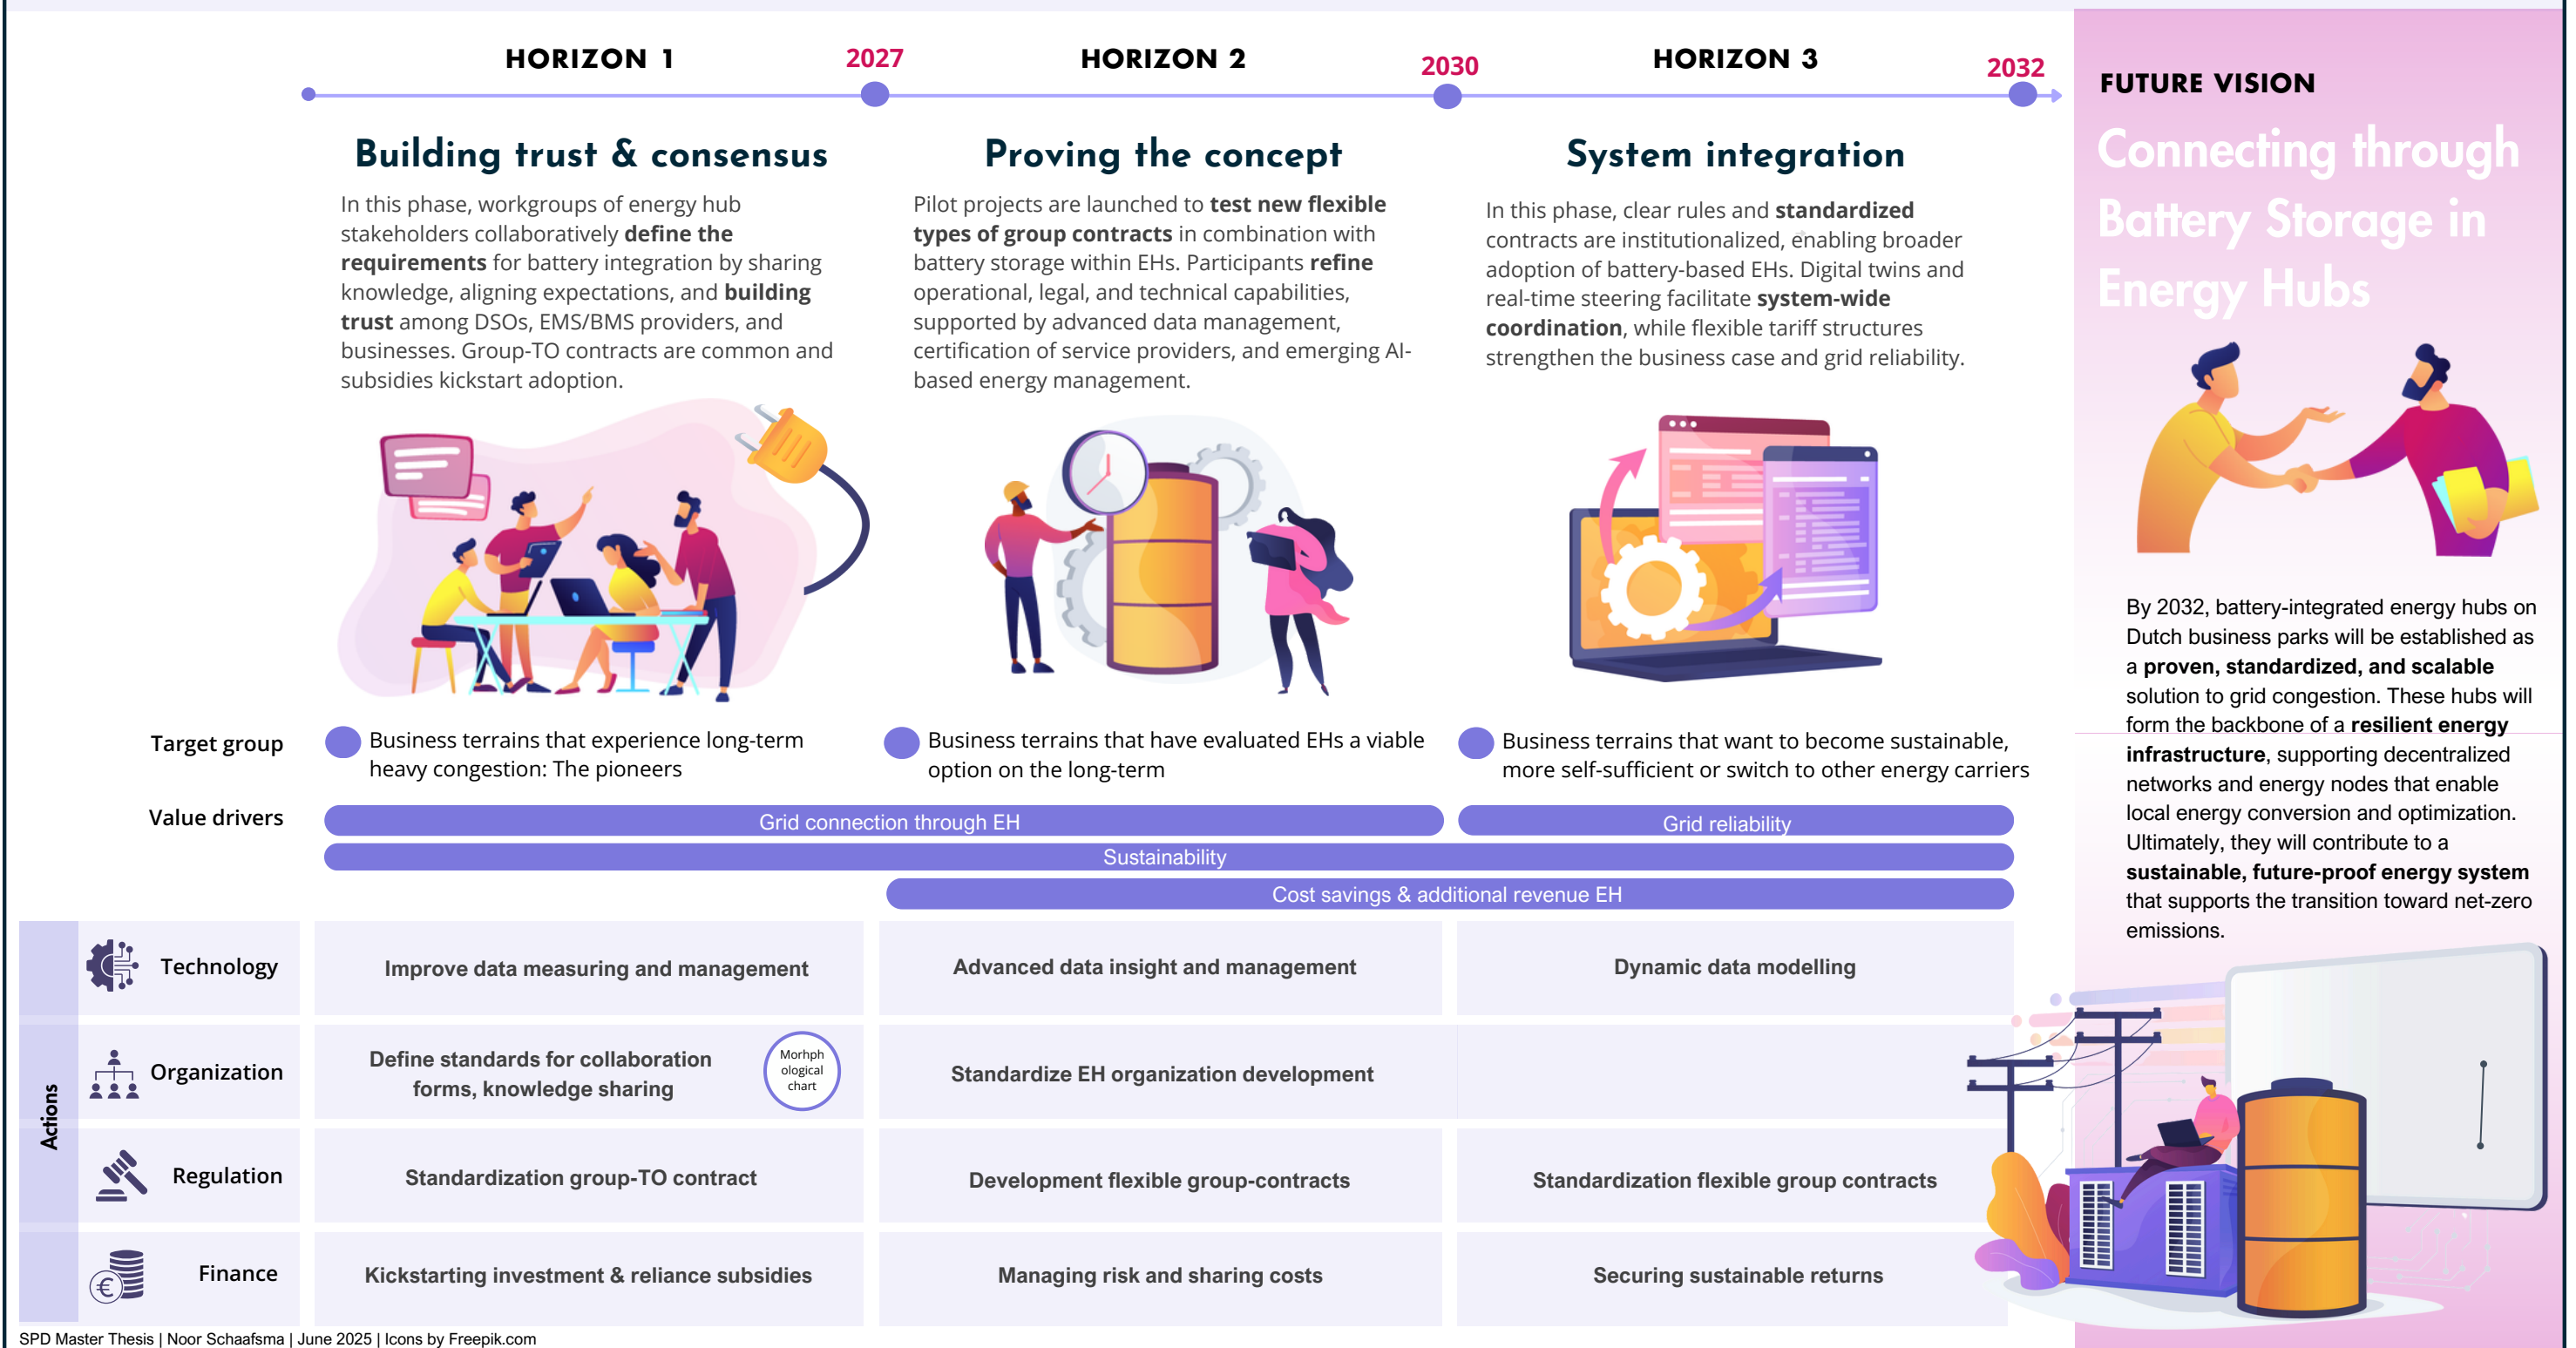 HORIZON 1
2027
HORIZON 2
2030
HORIZON 3
2032
Building trust & consensus
In this phase, workgroups of energy hub
stakeholders collaboratively define the
requirements for battery integration by sharing
knowledge, aligning expectations, and building
trust among DSOs, EMS/BMS providers, and
businesses. Group-TO contracts are common and
subsidies kickstart adoption.
Proving the concept
Pilot projects are launched to test new flexible
types of group contracts in combination with
battery storage within EHs. Participants refine
operational, legal, and technical capabilities,
supported by advanced data management,
certification of service providers, and emerging AI-
based energy management.
System integration
In this phase, clear rules and standardized
contracts are institutionalized, enabling broader
adoption of battery-based EHs. Digital twins and
real-time steering facilitate system-wide
coordination, while flexible tariff structures
strengthen the business case and grid reliability.
Target group
Business terrains that experience long-term
heavy congestion: The pioneers
Business terrains that have evaluated EHs a viable
option on the long-term
Business terrains that want to become sustainable,
more self-sufficient or switch to other energy carriers
Value drivers
Grid connection through EH
Grid reliability
Sustainability
Cost savings & additional revenue EH
Actions
Technology
Improve data measuring and management
Advanced data insight and management
Dynamic data modelling
Organization
Define standards for collaboration
forms, knowledge sharing
Morhph
ological
chart
Standardize EH organization development
Regulation
Standardization group-TO contract
Development flexible group-contracts
Standardization flexible group contracts
Finance
Kickstarting investment & reliance subsidies
Managing risk and sharing costs
Securing sustainable returns
SPD Master Thesis | Noor Schaafsma | June 2025 | Icons by Freepik.com
FUTURE VISION
Connecting through
Battery Storage in
Energy Hubs
By 2032, battery-integrated energy hubs on
Dutch business parks will be established as
a proven, standardized, and scalable
solution to grid congestion. These hubs will
form the backbone of a resilient energy
infrastructure, supporting decentralized
networks and energy nodes that enable
local energy conversion and optimization.
Ultimately, they will contribute to a
sustainable, future-proof energy system
that supports the transition toward net-zero
emissions.